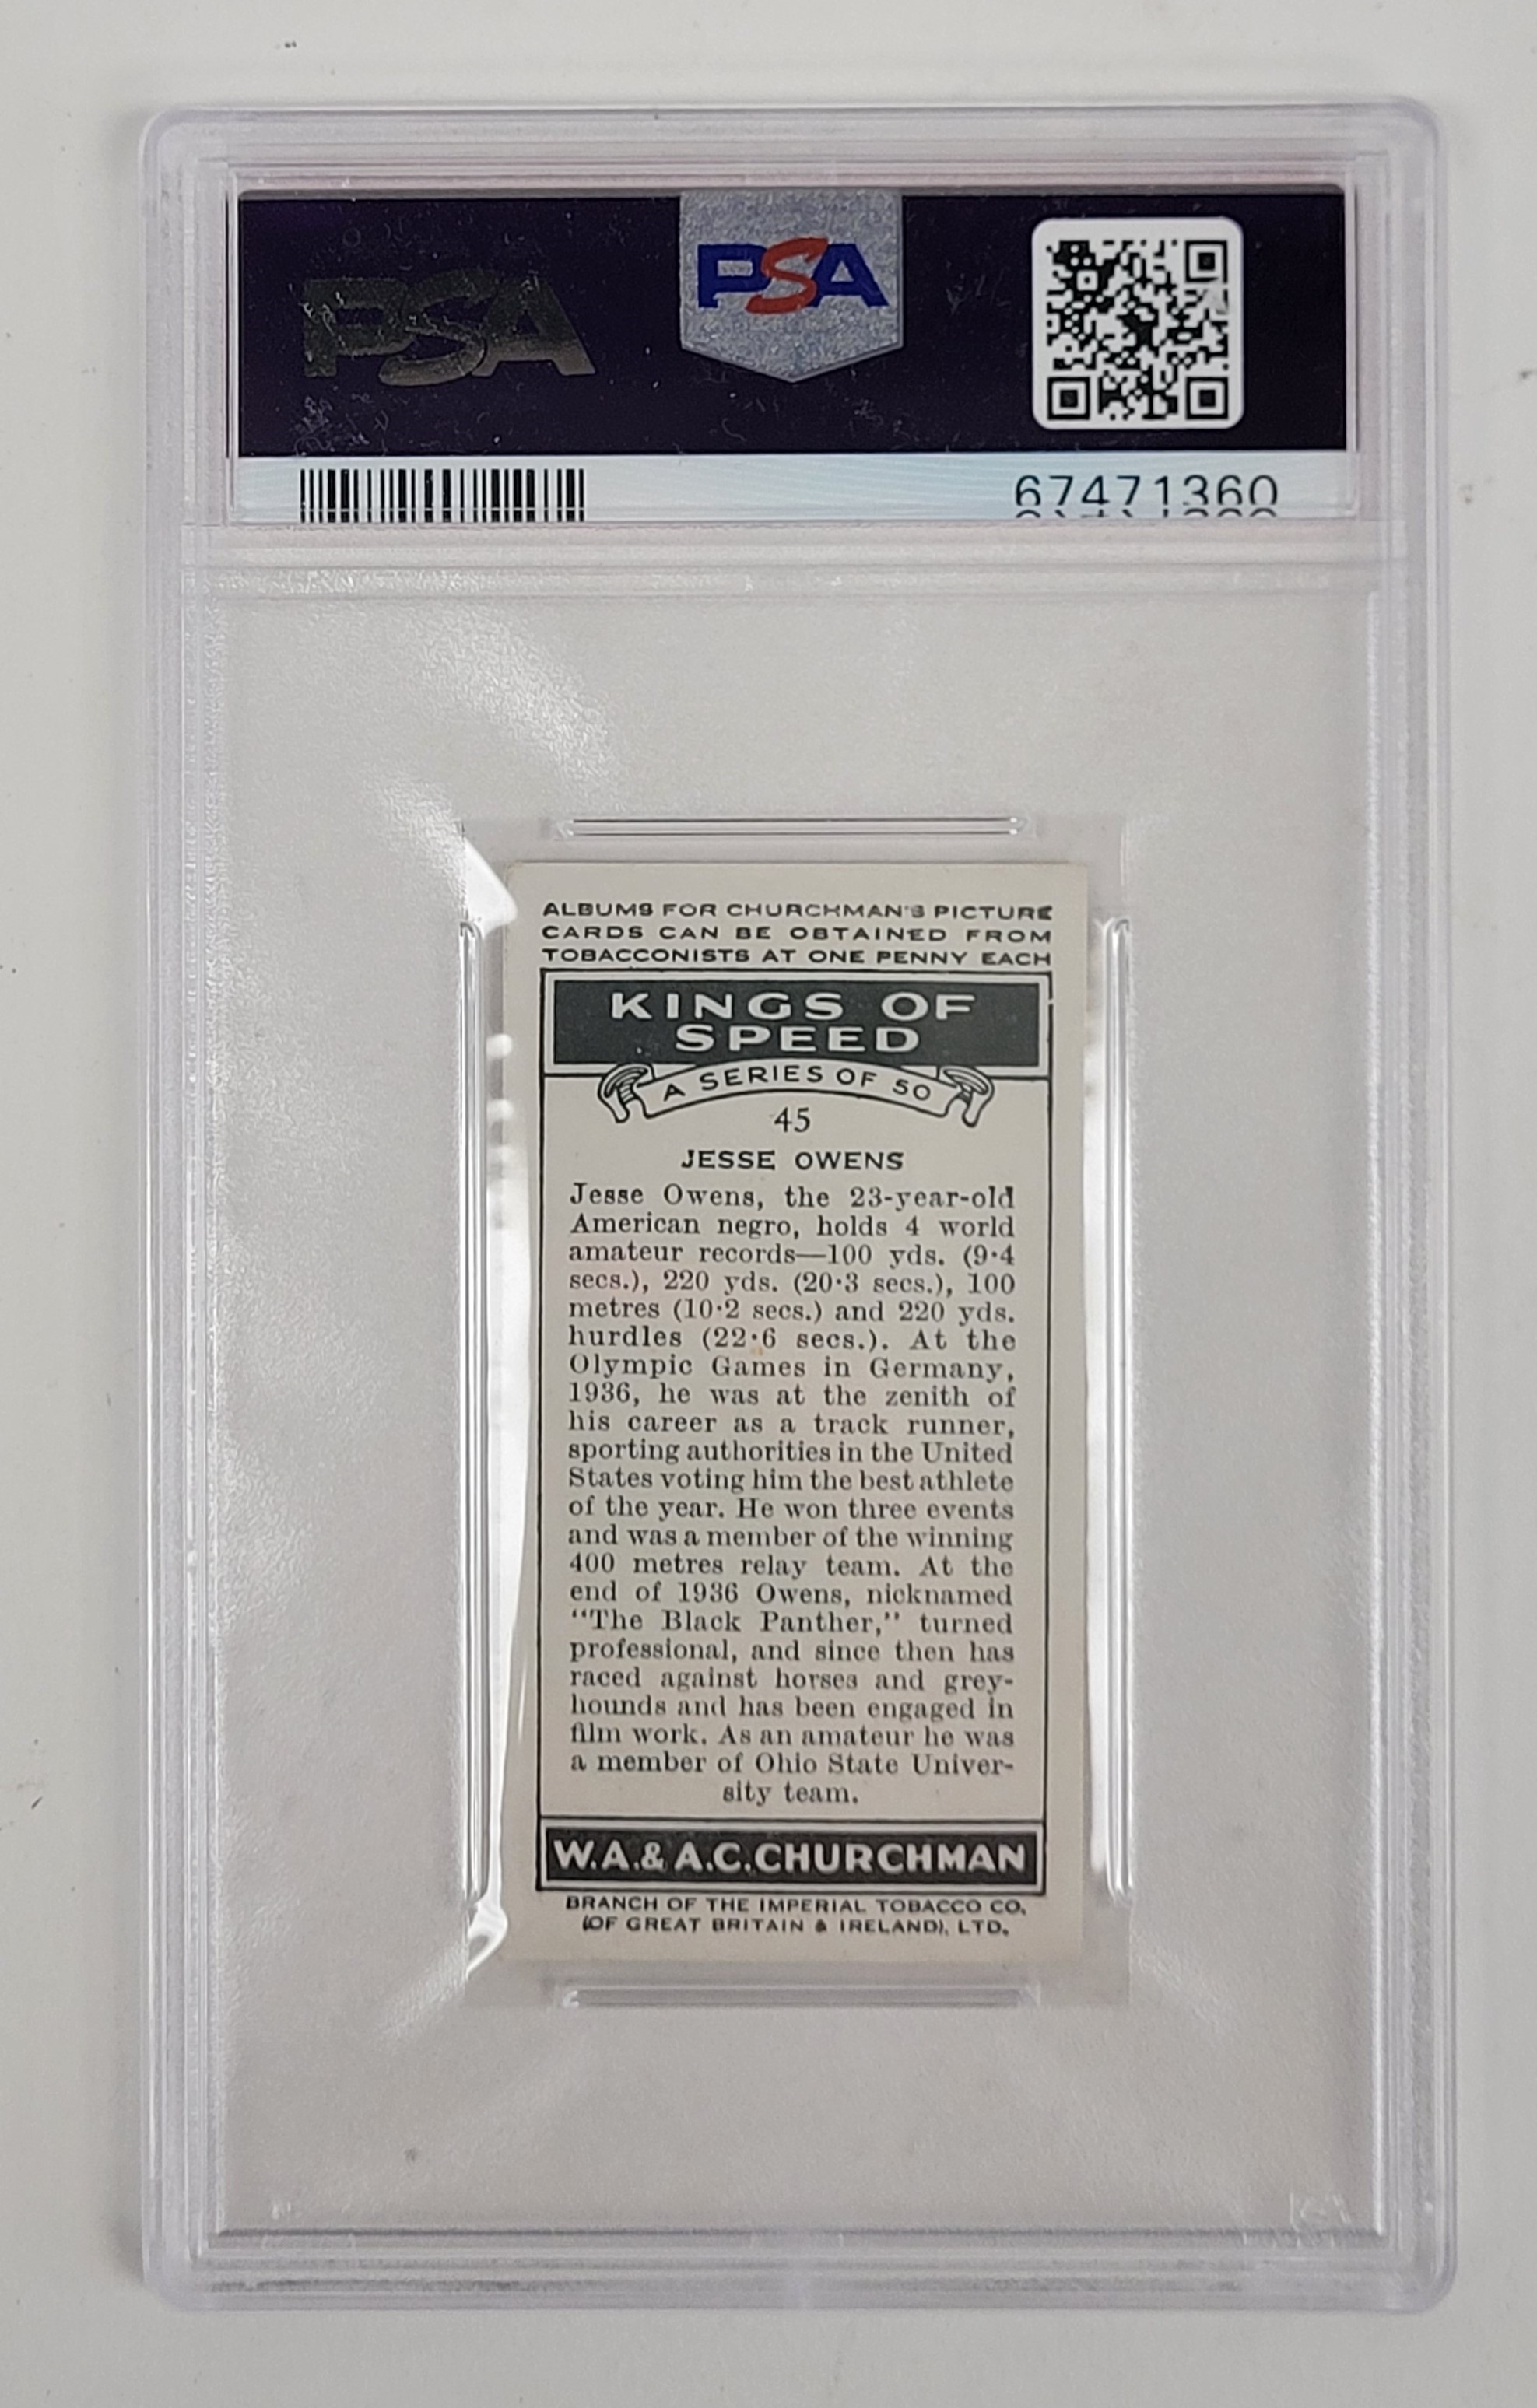 PSA
PSA
67471360
ALBUMS FOR CHURCHMAN'S PICTURE
CARDS CAN BE OBTAINED FROM
TOBACCONISTS AT ONE PENNY EACH
KINGS OF
SPEED
A SERIES OF 50
45
JESSE OWENS
Jesse Owens, the 23-year-old
American negro, holds 4 world
amateur records—100 yds. (9·4
secs.), 220 yds. (20·3 secs.), 100
metres (10·2 secs.) and 220 yds.
hurdles (22·6 secs.). At the
Olympic Games in Germany,
1936, he was at the zenith of
his career as a track runner,
sporting authorities in the United
States voting him the best athlete
of the year. He won three events
and was a member of the winning
400 metres relay team. At the
end of 1936 Owens, nicknamed
"The Black Panther," turned
professional, and since then has
raced against horses and grey-
hounds and has been engaged in
film work. As an amateur he was
a member of Ohio State Univer-
sity team.
W.A.& A.C.CHURCHMAN
BRANCH OF THE IMPERIAL TOBACCO CO.
(OF GREAT BRITAIN & IRELAND), LTD.